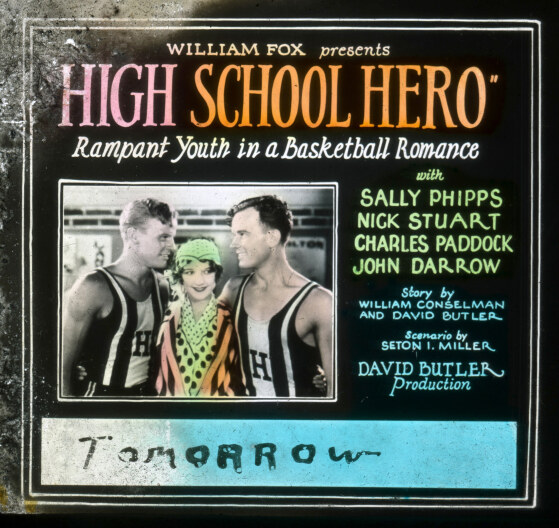 WILLIAM FOX presents
HIGH SCHOOL HERO"
Rampant Youth in a Basketball Romance
with
SALLY PHIPPS
NICK STUART
CHARLES PADDOCK
JOHN DARROW
Story by
WILLIAM CONSELMAN
AND DAVID BUTLER
Scenario by
SETON I. MILLER
DAVID BUTLER
Production
H
H
TOMORROW